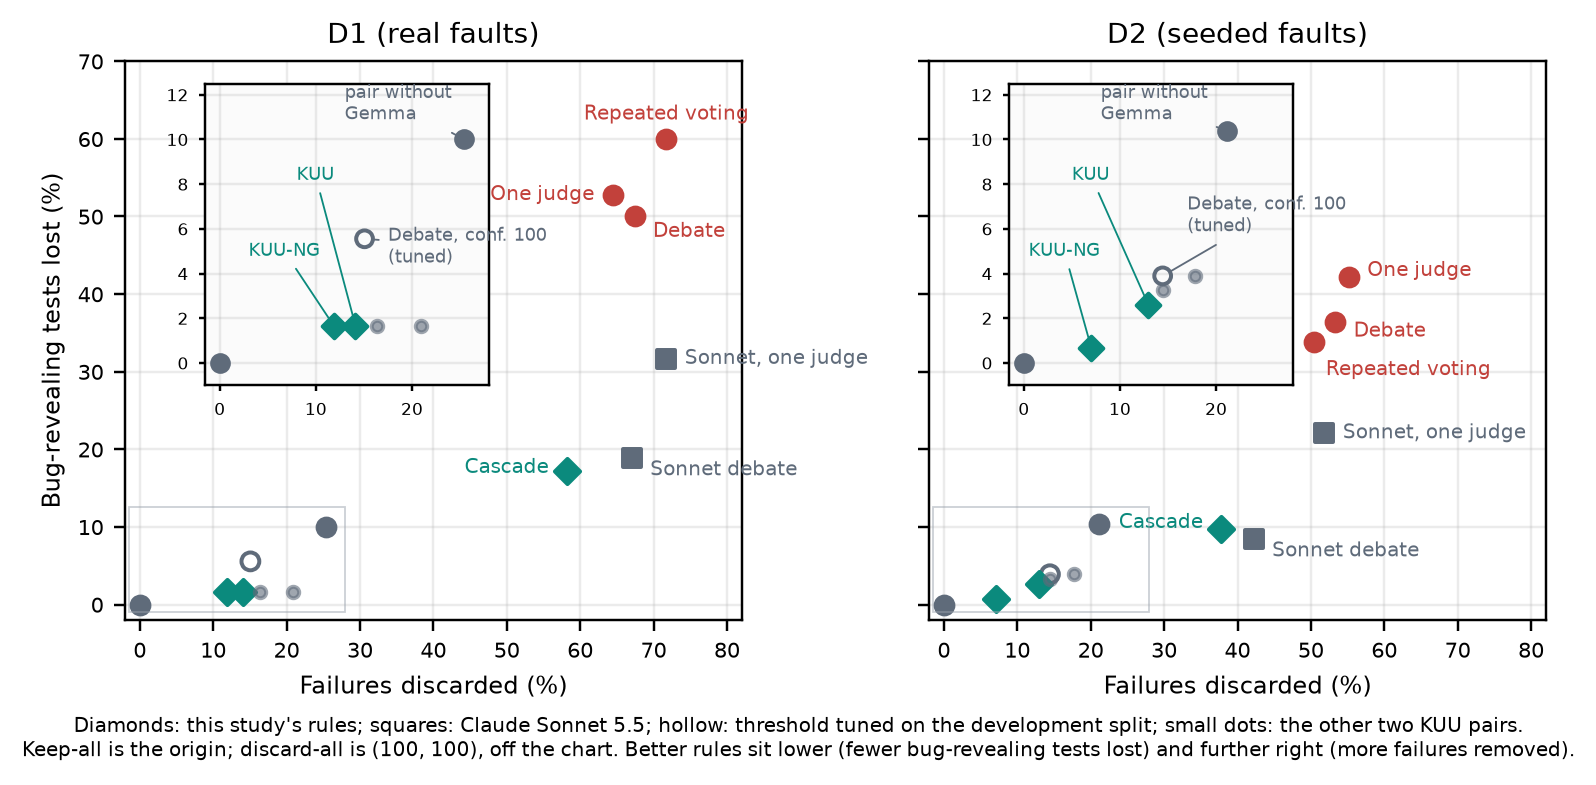 D1 (real faults)
Bug-revealing tests lost (%)
70
60
50
40
30
20
10
0
12
10
8
6
4
2
0
0
10
20
pair without
Gemma
KUU
KUU-NG
Debate, conf. 100
(tuned)
Repeated voting
One judge
Debate
Sonnet, one judge
Cascade
Sonnet debate
0
10
20
30
40
50
60
70
80
Failures discarded (%)
D2 (seeded faults)
12
10
8
6
4
2
0
0
10
20
pair without
Gemma
KUU
KUU-NG
Debate, conf. 100
(tuned)
One judge
Debate
Repeated voting
Sonnet, one judge
Cascade
Sonnet debate
0
10
20
30
40
50
60
70
80
Failures discarded (%)
Diamonds: this study's rules; squares: Claude Sonnet 5.5; hollow: threshold tuned on the development split; small dots: the other two KUU pairs.
Keep-all is the origin; discard-all is (100, 100), off the chart. Better rules sit lower (fewer bug-revealing tests lost) and further right (more failures removed).